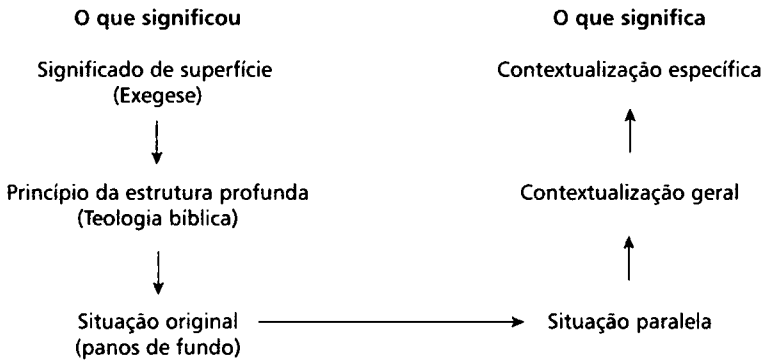 O que significou
Significado de superfície
(Exegese)
Princípio da estrutura profunda
(Teologia bíblica)
Situação original
(panos de fundo)
O que significa
Contextualização específica
Contextualização geral
Situação paralela